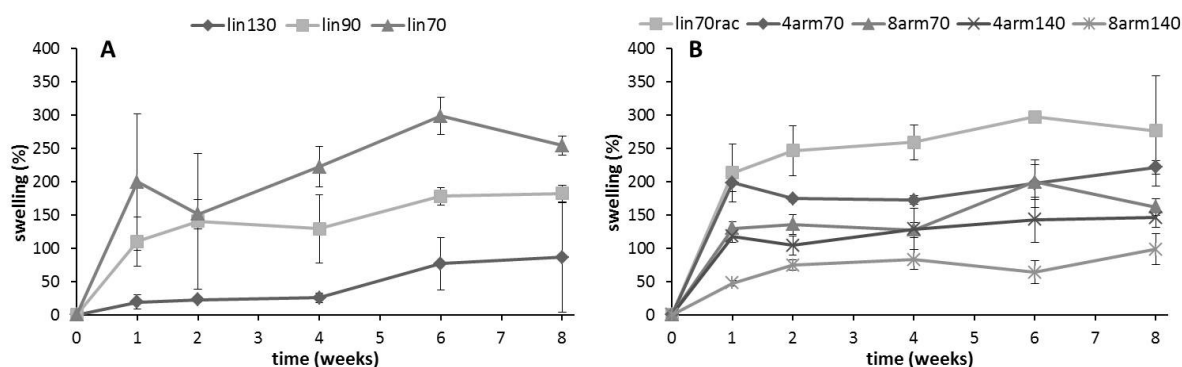 lin130 lin90 lin70
A
400
350
300
250
200
150
100
50
0
swelling (%)
0 1 2 3 4 5 6 7 8
time (weeks)
lin70rac 4arm70 8arm70 4arm140 8arm140
B
400
350
300
250
200
150
100
50
0
swelling (%)
0 1 2 3 4 5 6 7 8
time (weeks)